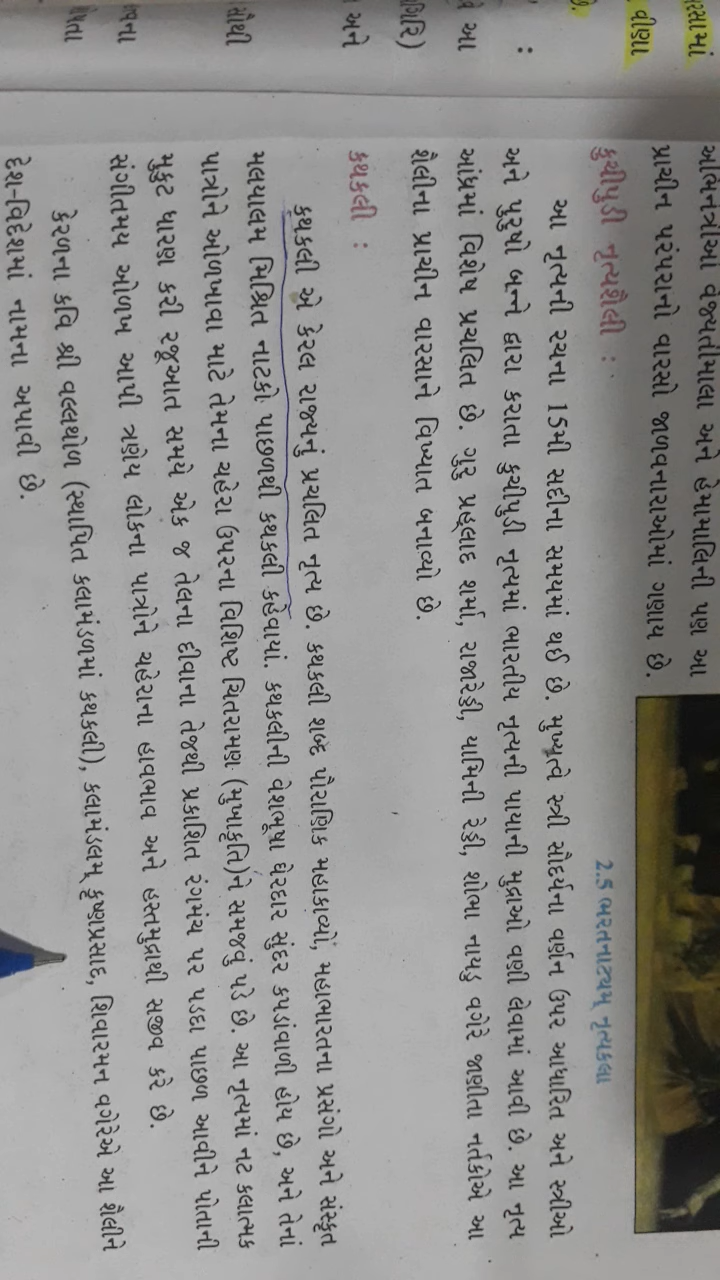 અભિનેત્રીઓ વૈજયંતીમાલા અને હેમામાલિની પણ આ
પ્રાચીન પરંપરાનો વારસો જાળવનારાઓમાં ગણાય છે.
2.5 ભરતનાટ્યમ્ નૃત્યકલા
કુચીપુડી નૃત્યશૈલી :
આ નૃત્યની રચના 15મી સદીના સમયમાં થઈ છે. મુખ્યત્વે સ્ત્રી સૌંદર્યના વર્ણન ઉપર આધારિત અને સ્ત્રીઓ
અને પુરુષો બન્ને દ્વારા કરાતા કુચીપુડી નૃત્યમાં ભારતીય નૃત્યની પાયાની મુદ્રાઓ વણી લેવામાં આવી છે. આ નૃત્ય
આંધ્રમાં વિશેષ પ્રચલિત છે. ગુરુ પ્રહ્લાદ શર્મા, રાજારેડ્ડી, યામિની રેડ્ડી, શોભા નાયડુ વગેરે જાણીતા નર્તકોએ આ
શૈલીના પ્રાચીન વારસાને વિખ્યાત બનાવ્યો છે.
કથકલી :
કથકલી એ કેરલ રાજ્યનું પ્રચલિત નૃત્ય છે. કથકલી શબ્દ પૌરાણિક મહાકાવ્યો, મહાભારતના પ્રસંગો અને સંસ્કૃત
મલયાલમ મિશ્રિત નાટકો પાછળથી કથકલી કહેવાયાં. કથકલીની વેશભૂષા ઘેરદાર સુંદર કપડાંવાળી હોય છે, અને તેનાં
પાત્રોને ઓળખાવા માટે તેમના ચહેરા ઉપરના વિશિષ્ટ ચિતરામણ (મુખાકૃતિ)ને સમજવું પડે છે. આ નૃત્યમાં નટ કલાત્મક
મુકુટ ધારણ કરી રજૂઆત સમયે એક જ તેલના દીવાના તેજથી પ્રકાશિત રંગમંચ પર પડદા પાછળ આવીને પોતાની
સંગીતમય ઓળખ આપી ત્રણેય લોકના પાત્રોને ચહેરાના હાવભાવ અને હસ્તમુદ્રાથી સજીવ કરે છે.
કેરળના કવિ શ્રી વલ્લથોળ (સ્થાપિત કલામંડળમાં કથકલી), કલામંડલમ્ કૃષ્ણપ્રસાદ, શિવારમન વગેરેએ આ શૈલીને
દેશ-વિદેશમાં નામના અપાવી છે.